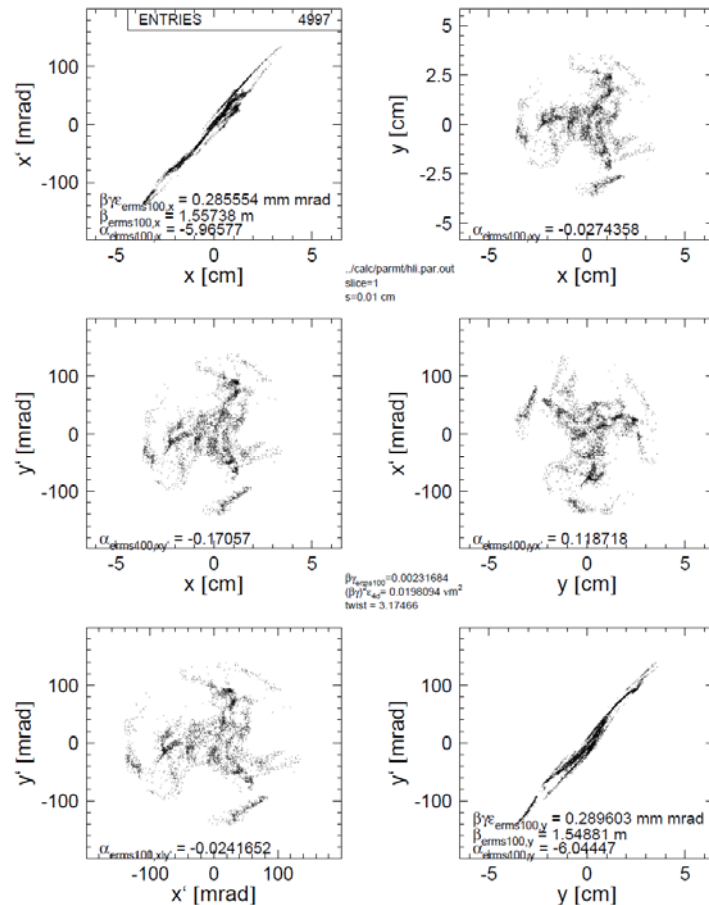 ENTRIES 4997
100
0
-100
x' [mrad]
βγε_erms100,x = 0.285554 mm mrad
β_erms100,x = 1.55738 m
α_erms100,x = -5.96577
-5 0 5
x [cm]
5
2.5
0
-2.5
-5
y [cm]
α_erms100,xy = -0.0274358
-5 0 5
x [cm]
../calc/parmt/hli.par.out
slice=1
s=0.01 cm
100
0
-100
y' [mrad]
α_erms100,xy' = -0.17057
-5 0 5
x [cm]
100
0
-100
x' [mrad]
α_erms100,yx' = 0.118718
-5 0 5
y [cm]
βγ_erms100=0.00231684
(βγ)²ε_4d= 0.0198094 vm²
twist = 3.17466
100
0
-100
y' [mrad]
α_erms100,x'y' = -0.0241652
-100 0 100
x' [mrad]
100
0
-100
y' [mrad]
βγε_erms100,y = 0.289603 mm mrad
β_erms100,y = 1.54881 m
α_erms100,y = -6.04447
-5 0 5
y [cm]